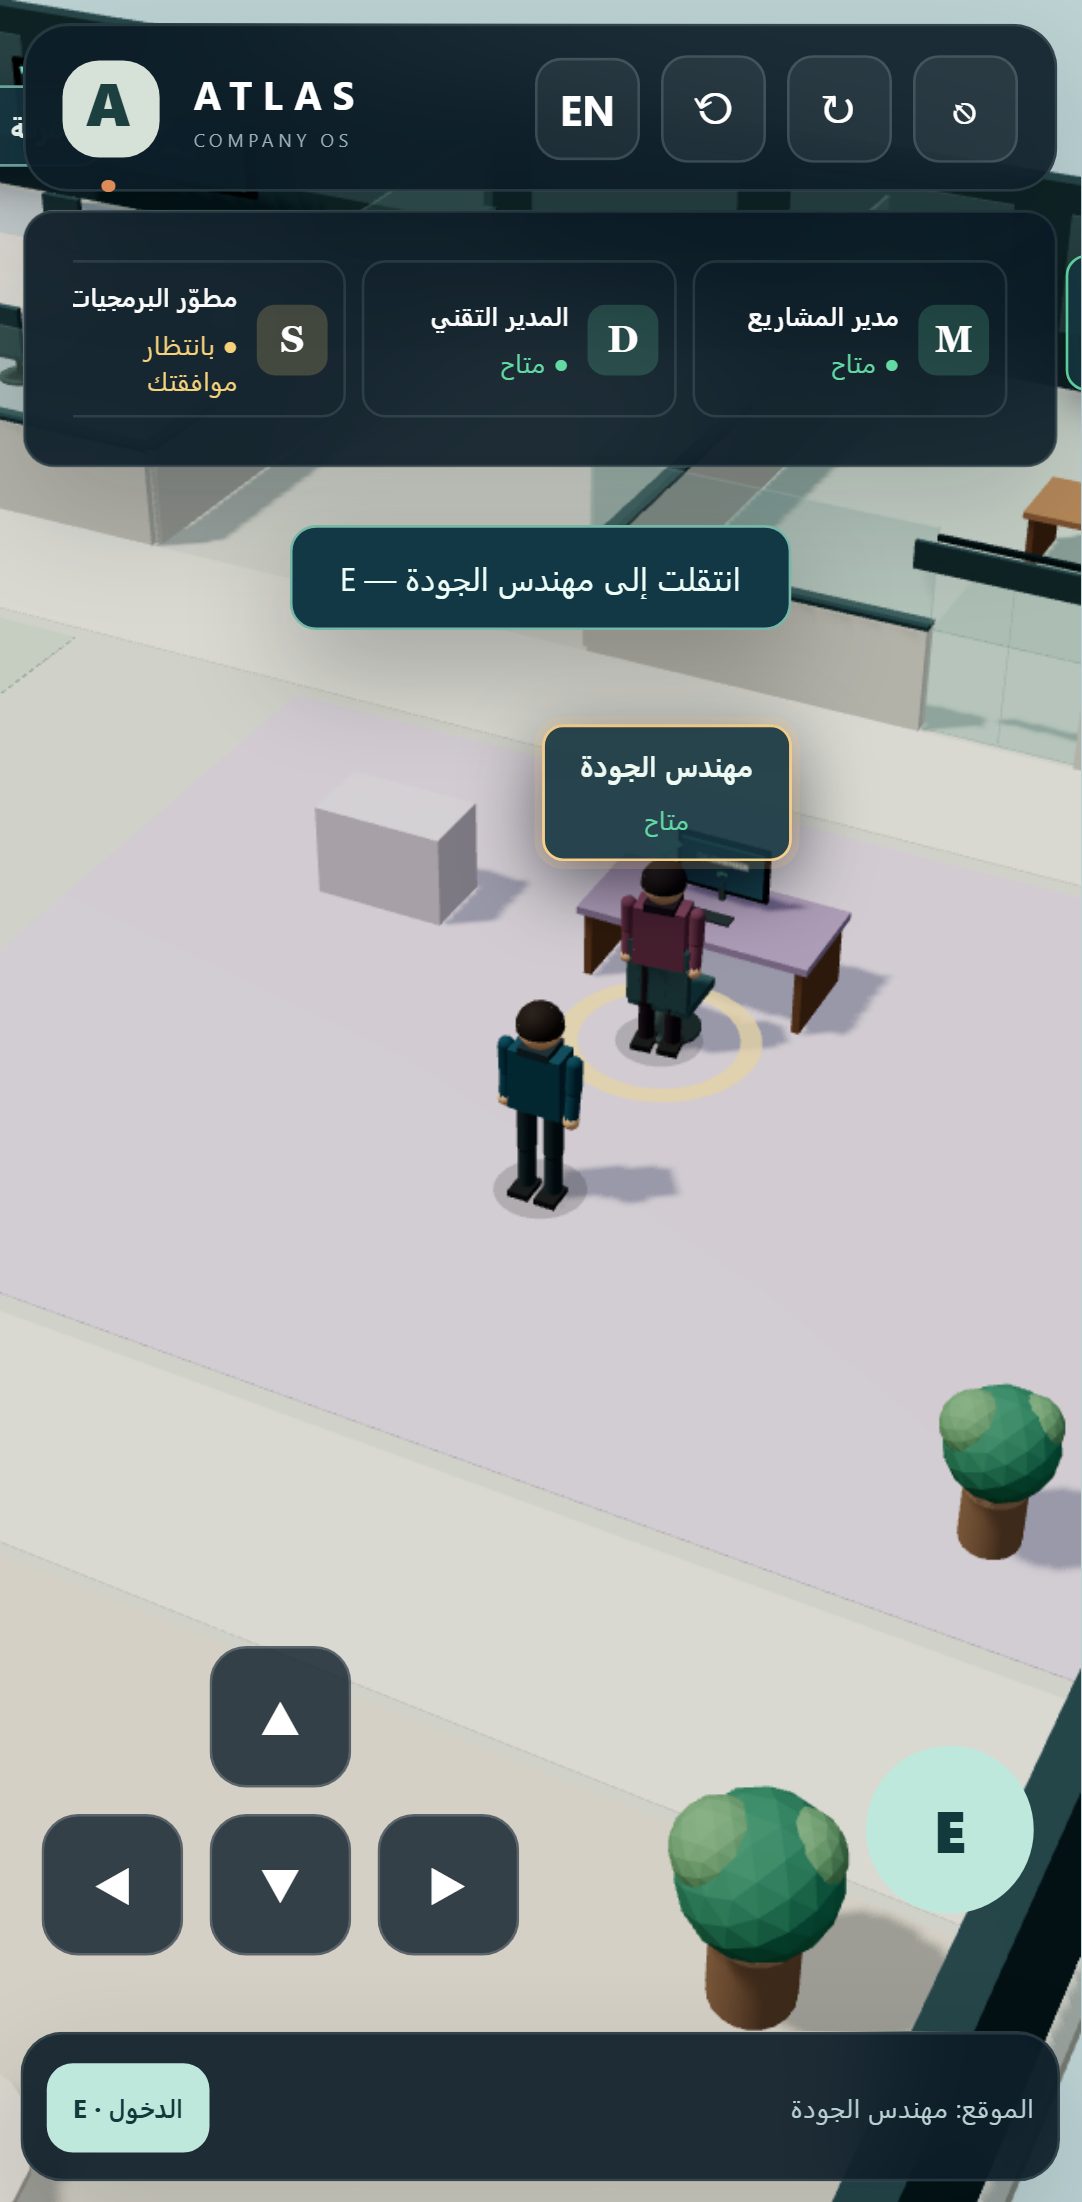 A
ATLAS
COMPANY OS
EN
M
مدير المشاريع
متاح
D
المدير التقني
متاح
S
مطوّر البرمجيات
بانتظار
موافقتك
انتقلت إلى مهندس الجودة — E
مهندس الجودة
متاح
E
الموقع: مهندس الجودة
الدخول · E